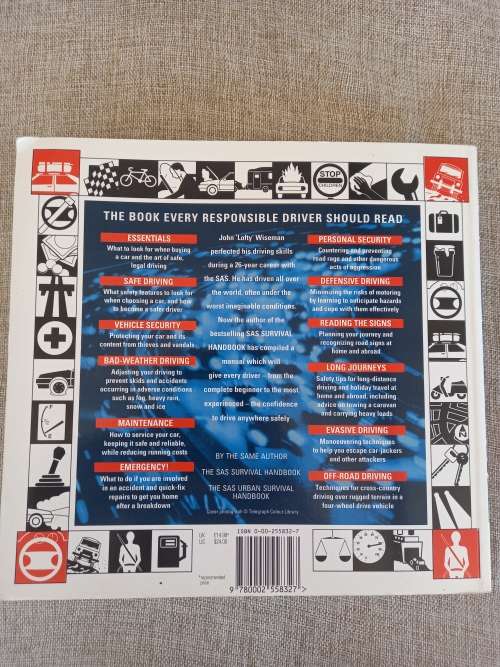 STOP
CHILDREN
THE BOOK EVERY RESPONSIBLE DRIVER SHOULD READ
ESSENTIALS
What to look for when buying
a car and the art of safe,
legal driving
SAFE DRIVING
What safety features to look for
when choosing a car, and how
to become a safer driver
VEHICLE SECURITY
Protecting your car and its
content from thieves and vandals
BAD-WEATHER DRIVING
Adjusting your driving to
prevent skids and accidents
occurring in adverse conditions
such as fog, heavy rain,
snow and ice
MAINTENANCE
How to service your car,
keeping it safe and reliable,
while reducing running costs
EMERGENCY!
What to do if you are involved
in an accident and quick-fix
repairs to get you home
after a breakdown
John 'Lofty' Wiseman
perfected his driving skills
during a 26-year career with
the SAS. He has driven all over
the world, often under the
worst imaginable conditions.
Now the author of the
bestselling SAS SURVIVAL
HANDBOOK has compiled a
manual which will
give every driver – from the
complete beginner to the most
experienced – the confidence
to drive anywhere safely
BY THE SAME AUTHOR
THE SAS SURVIVAL HANDBOOK
THE SAS URBAN SURVIVAL
HANDBOOK
Cover photograph © Telegraph Colour Library
PERSONAL SECURITY
Countering and preventing
road rage and other dangerous
acts of aggression
DEFENSIVE DRIVING
Minimizing the risks of motoring
by learning to anticipate hazards
and cope with them effectively
READING THE SIGNS
Planning your journey and
recognizing road signs at
home and abroad
LONG JOURNEYS
Safety tips for long-distance
driving and holiday travel at
home and abroad, including
advice on towing a caravan
and carrying heavy loads
EVASIVE DRIVING
Manoeuvering techniques
to help you escape car-jackers
and other attackers
OFF-ROAD DRIVING
Techniques for cross-country
driving over rugged terrain in a
four-wheel drive vehicle
UK £14.99*
US $24.00
*recommended
price
ISBN 0-00-255832-7
9 780002 558327 >